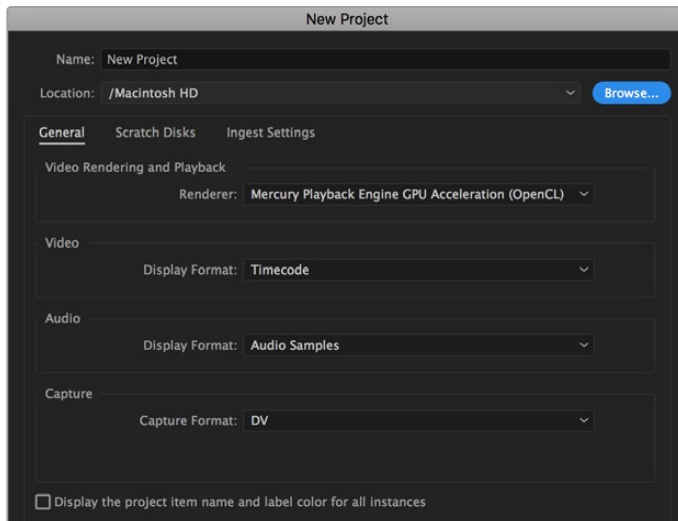 New Project
Name: New Project
Location: /Macintosh HD Browse...
General Scratch Disks Ingest Settings
Video Rendering and Playback
Renderer: Mercury Playback Engine GPU Acceleration (OpenCL)
Video
Display Format: Timecode
Audio
Display Format: Audio Samples
Capture
Capture Format: DV
Display the project item name and label color for all instances